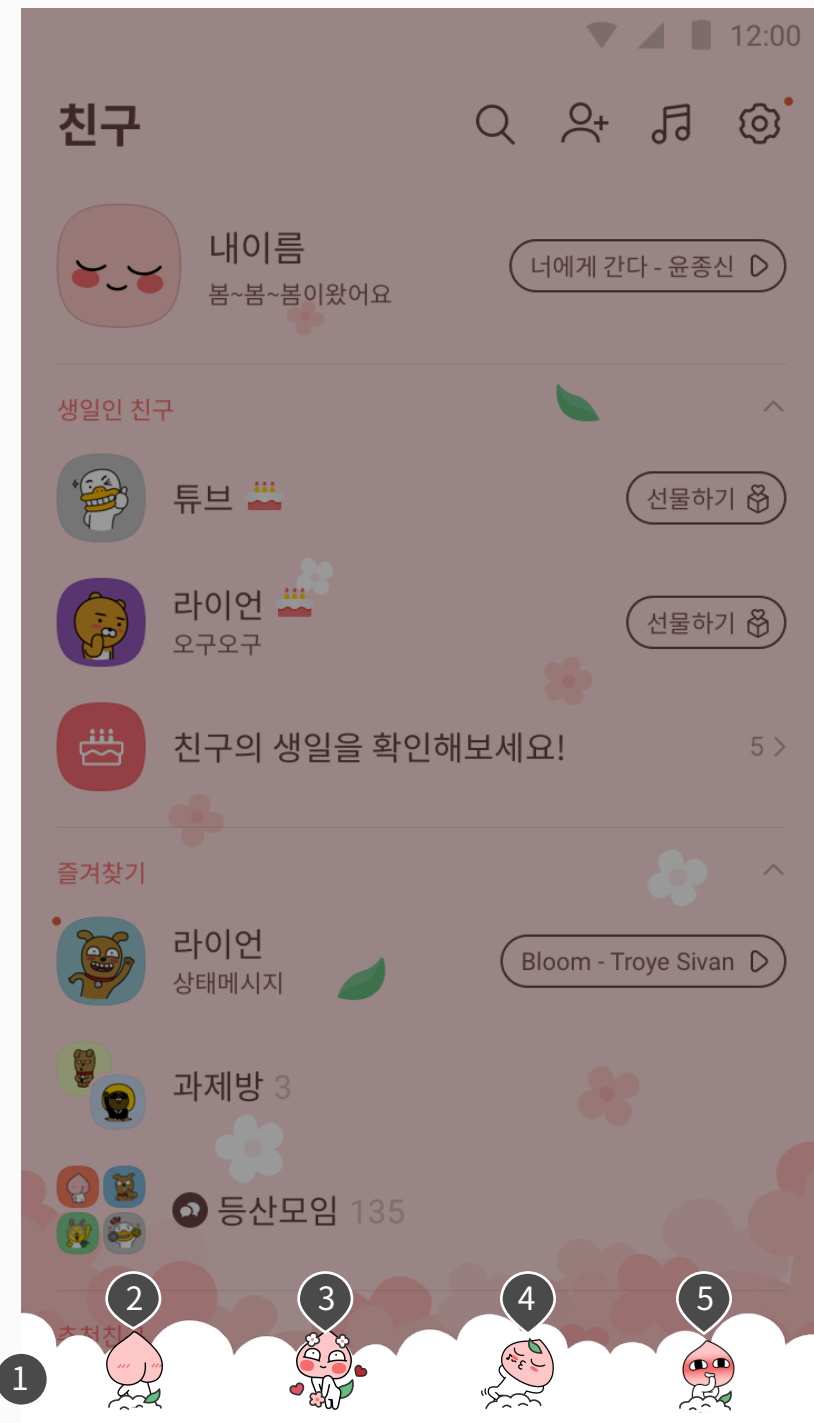 12:00
친구
내이름
봄~봄~봄이왔어요
너에게 간다 - 윤종신
생일인 친구
튜브
선물하기
라이언
오구오구
선물하기
친구의 생일을 확인해보세요!
5
즐겨찾기
라이언
상태메시지
Bloom - Troye Sivan
과제방 3
등산모임 135
2
3
4
5
추천친구
1